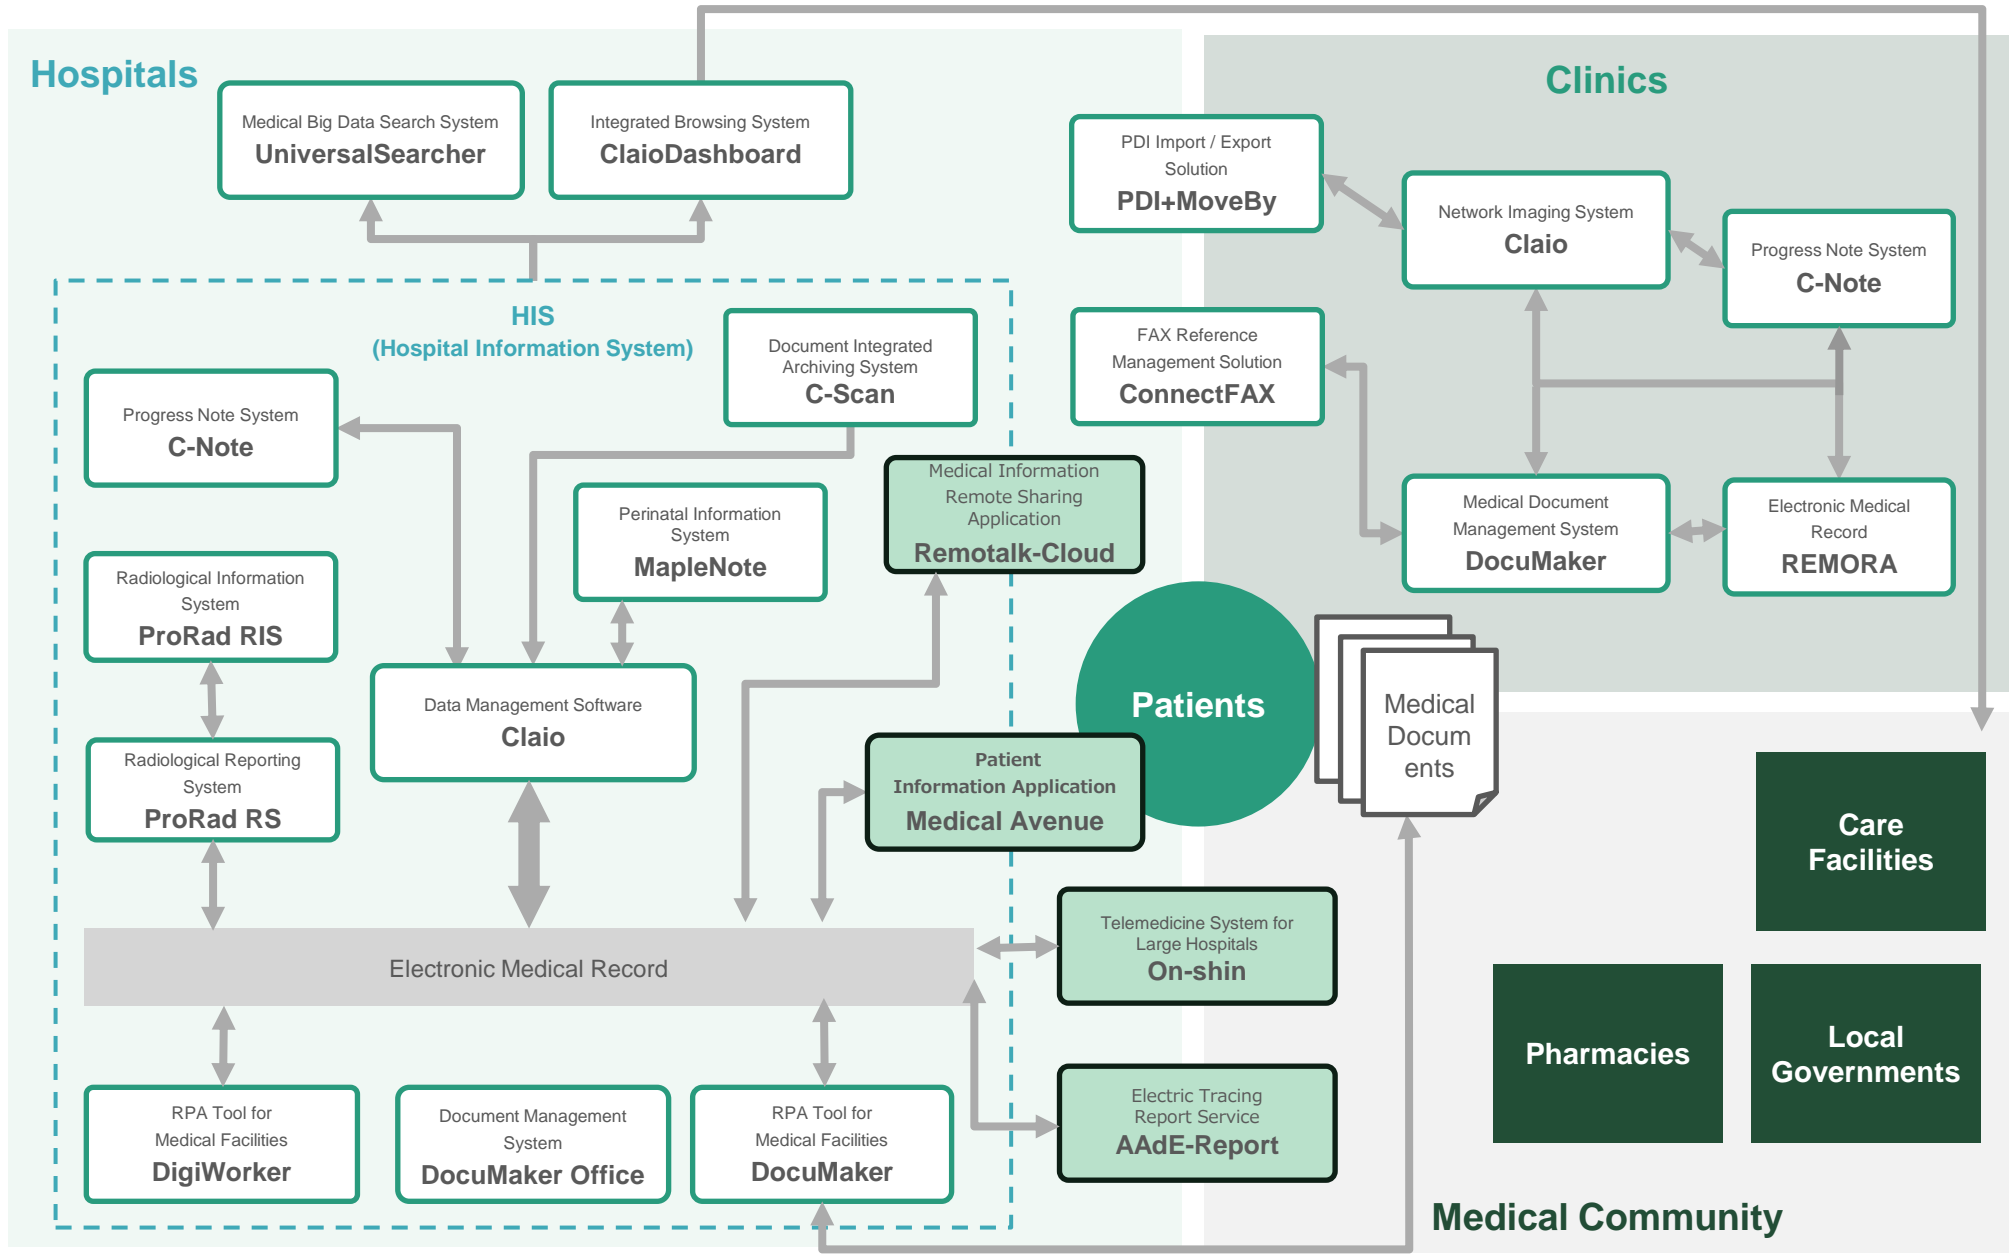 Hospitals
Medical Big Data Search System
UniversalSearcher
Integrated Browsing System
ClaioDashboard
HIS
(Hospital Information System)
Document Integrated
Archiving System
C-Scan
Progress Note System
C-Note
Perinatal Information
System
MapleNote
Medical Information
Remote Sharing
Application
Remotalk-Cloud
Radiological Information
System
ProRad RIS
Data Management Software
Claio
Radiological Reporting
System
ProRad RS
Patient
Information Application
Medical Avenue
Electronic Medical Record
Telemedicine System for
Large Hospitals
On-shin
Electric Tracing
Report Service
AAdE-Report
RPA Tool for
Medical Facilities
DigiWorker
Document Management
System
DocuMaker Office
RPA Tool for
Medical Facilities
DocuMaker
Clinics
PDI Import / Export
Solution
PDI+MoveBy
Network Imaging System
Claio
Progress Note System
C-Note
FAX Reference
Management Solution
ConnectFAX
Medical Document
Management System
DocuMaker
Electronic Medical
Record
REMORA
Patients
Medical
Docum
ents
Care
Facilities
Pharmacies
Local
Governments
Medical Community